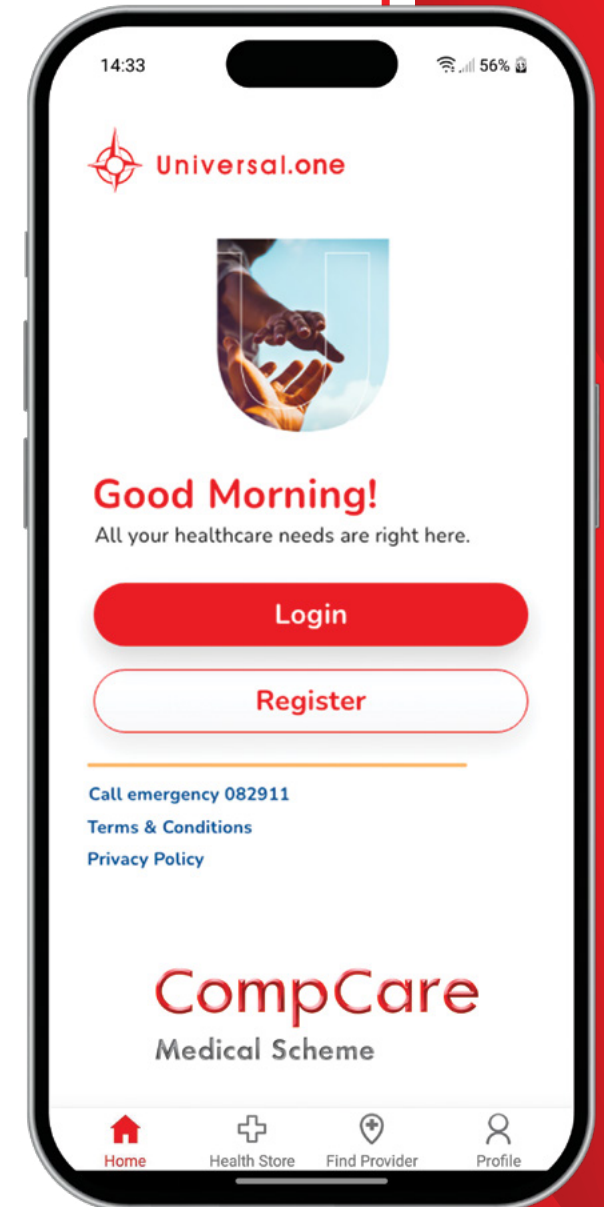 14:33
56%
Universal.one
Good Morning!
All your healthcare needs are right here.
Login
Register
Call emergency 082911
Terms & Conditions
Privacy Policy
CompCare
Medical Scheme
Home
Health Store
Find Provider
Profile